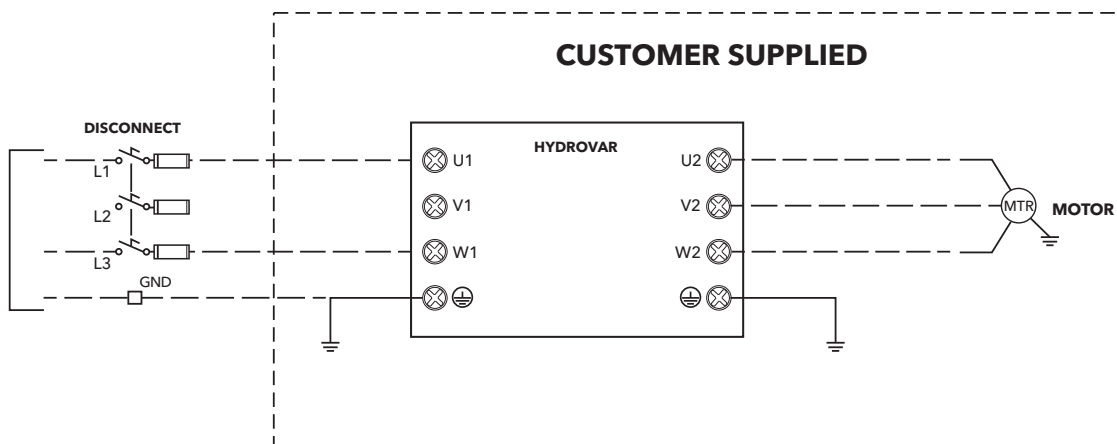 CUSTOMER SUPPLIED
DISCONNECT
HYDROVAR
L1
U1
U2
L2
V1
V2
MTR
MOTOR
L3
W1
W2
GND